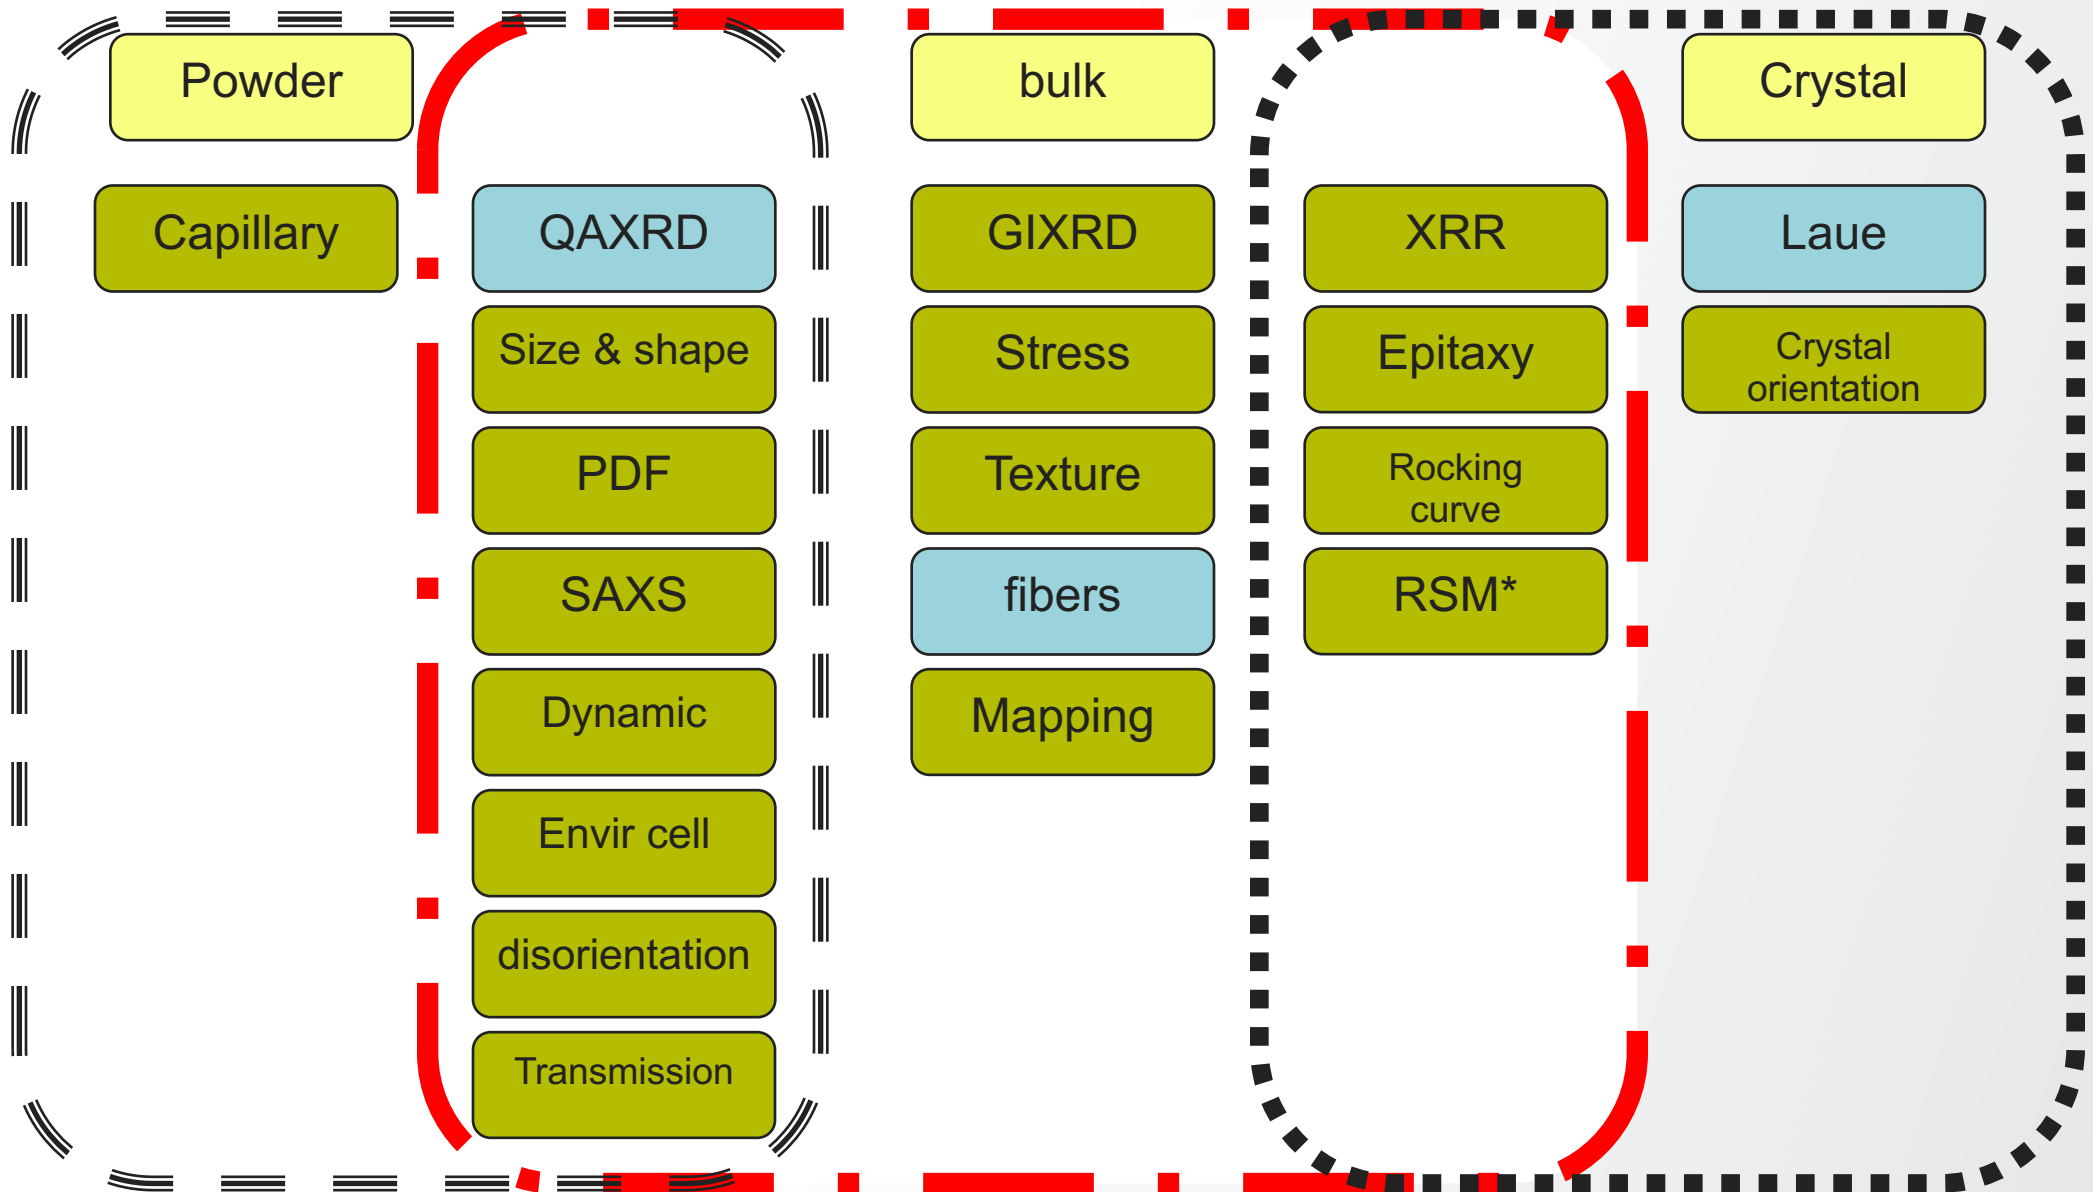 Powder
bulk
Crystal
Capillary
QAXRD
GIXRD
XRR
Laue
Size & shape
Stress
Epitaxy
Crystal
orientation
PDF
Texture
Rocking
curve
SAXS
fibers
RSM*
Dynamic
Mapping
Envir cell
disorientation
Transmission